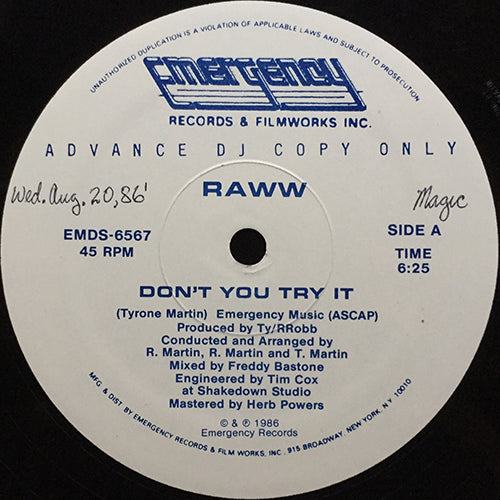 UNAUTHORIZED DUPLICATION IS A VIOLATION OF APPLICABLE LAWS AND SUBJECT TO PROSECUTION
EMERGENCY
RECORDS & FILMWORKS INC.
ADVANCE DJ COPY ONLY
RAWW
Wed. Aug. 20, 86'
Magic
EMDS-6567
45 RPM
SIDE A
TIME
6:25
DON'T YOU TRY IT
(Tyrone Martin) Emergency Music (ASCAP)
Produced by Ty/RRobb
Conducted and Arranged by
R. Martin, R. Martin and T. Martin
Mixed by Freddy Bastone
Engineered by Tim Cox
at Shakedown Studio
Mastered by Herb Powers
© & ℗ 1986
Emergency Records
MFG. & DIST. BY EMERGENCY RECORDS & FILM WORKS, INC., 915 BROADWAY, NEW YORK, N.Y. 10010